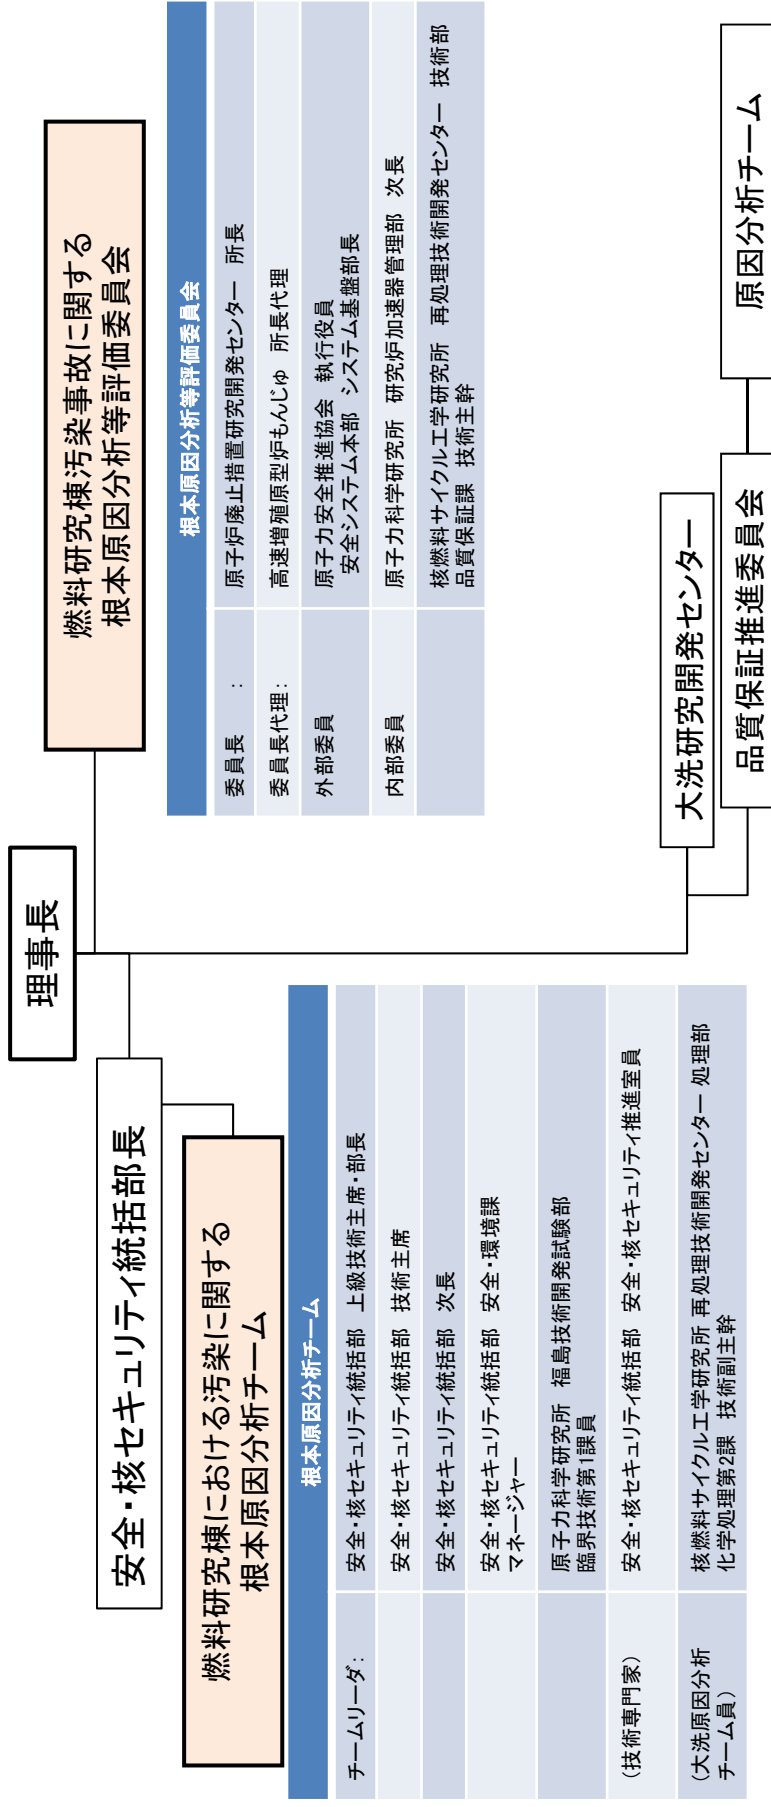 理事長
安全・核セキュリティ統括部長
燃料研究棟における汚染に関する
根本原因分析チーム
根本原因分析チーム
チームリーダ： 安全・核セキュリティ統括部 上級技術主席・部長
安全・核セキュリティ統括部 技術主席
安全・核セキュリティ統括部 次長
安全・核セキュリティ統括部 安全・環境課
マネージャー
原子力科学研究所 福島技術開発試験部
臨界技術第1課員
（技術専門家） 安全・核セキュリティ統括部 安全・核セキュリティ推進室員
（大洗原因分析 核燃料サイクル工学研究所 再処理技術開発センター 処理部
チーム員） 化学処理第2課 技術副主幹
燃料研究棟汚染事故に関する
根本原因分析等評価委員会
根本原因分析等評価委員会
委員長 ： 原子炉廃止措置研究開発センター 所長
委員長代理： 高速増殖原型炉もんじゅ 所長代理
外部委員 原子力安全推進協会 執行役員
安全システム本部 システム基盤部長
内部委員 原子力科学研究所 研究炉加速器管理部 次長
核燃料サイクル工学研究所 再処理技術開発センター 技術部
品質保証課 技術主幹
大洗研究開発センター
品質保証推進委員会
原因分析チーム